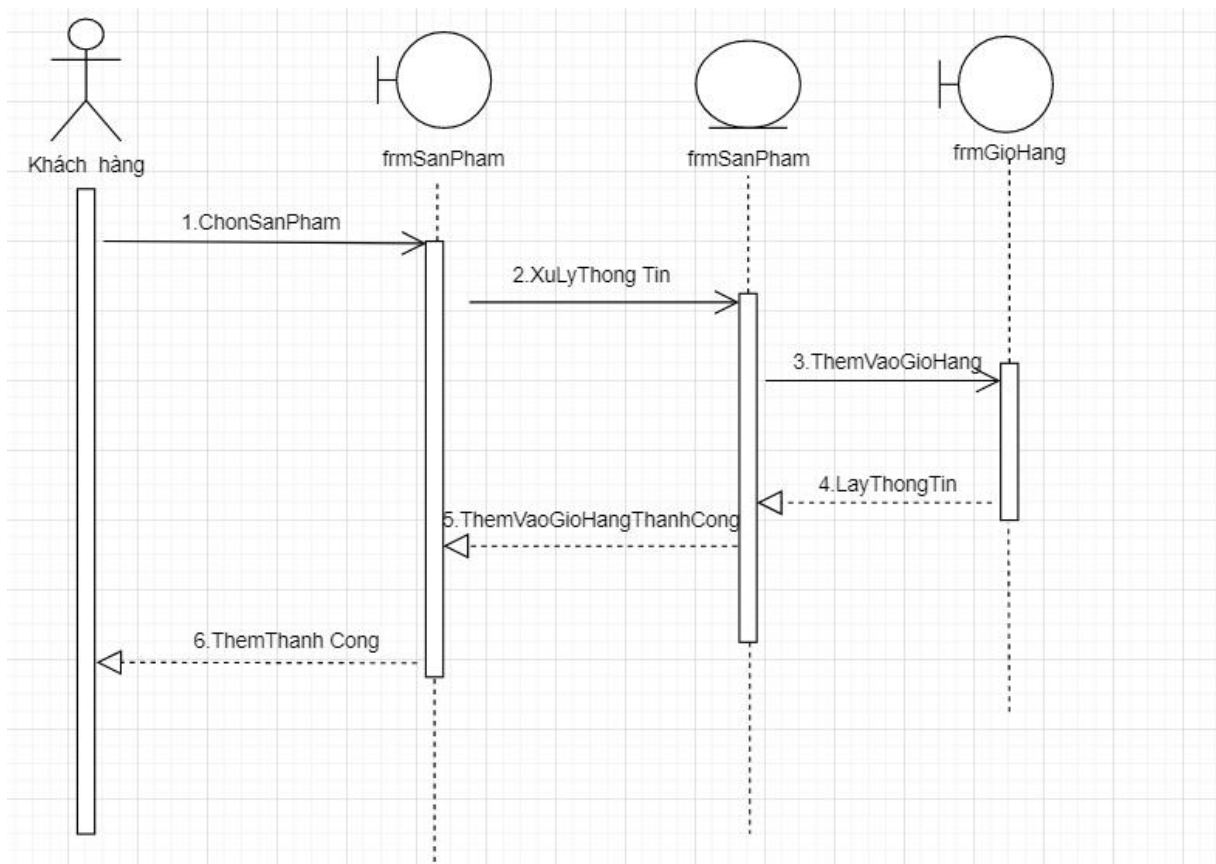 Khách hàng
frmSanPham
frmSanPham
frmGioHang
1.ChonSanPham
2.XuLyThong Tin
3.ThemVaoGioHang
4.LayThongTin
5.ThemVaoGioHangThanhCong
6.ThemThanh Cong